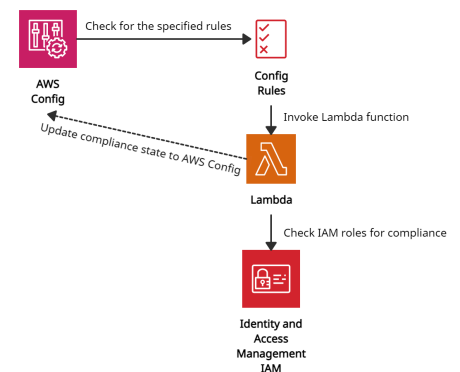 Check for the specified rules
AWS
Config
Config
Rules
Invoke Lambda function
Update compliance state to AWS Config
Lambda
Check IAM roles for compliance
Identity and
Access
Management
IAM